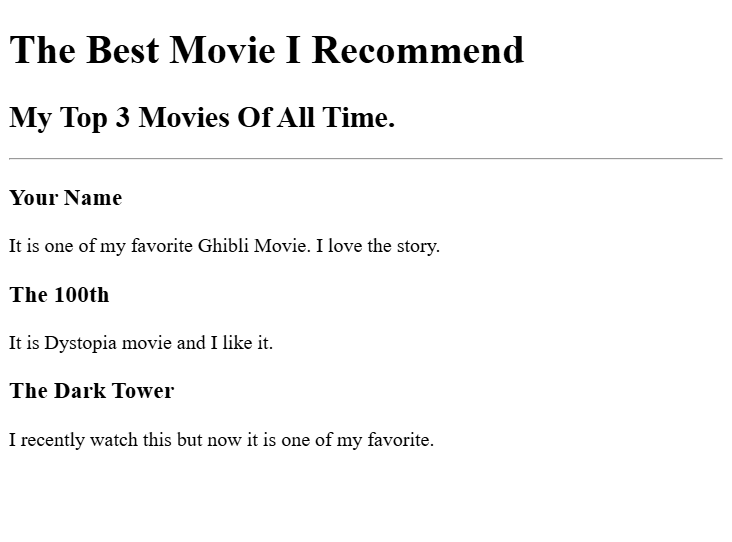 The Best Movie I Recommend
My Top 3 Movies Of All Time.
Your Name
It is one of my favorite Ghibli Movie. I love the story.
The 100th
It is Dystopia movie and I like it.
The Dark Tower
I recently watch this but now it is one of my favorite.